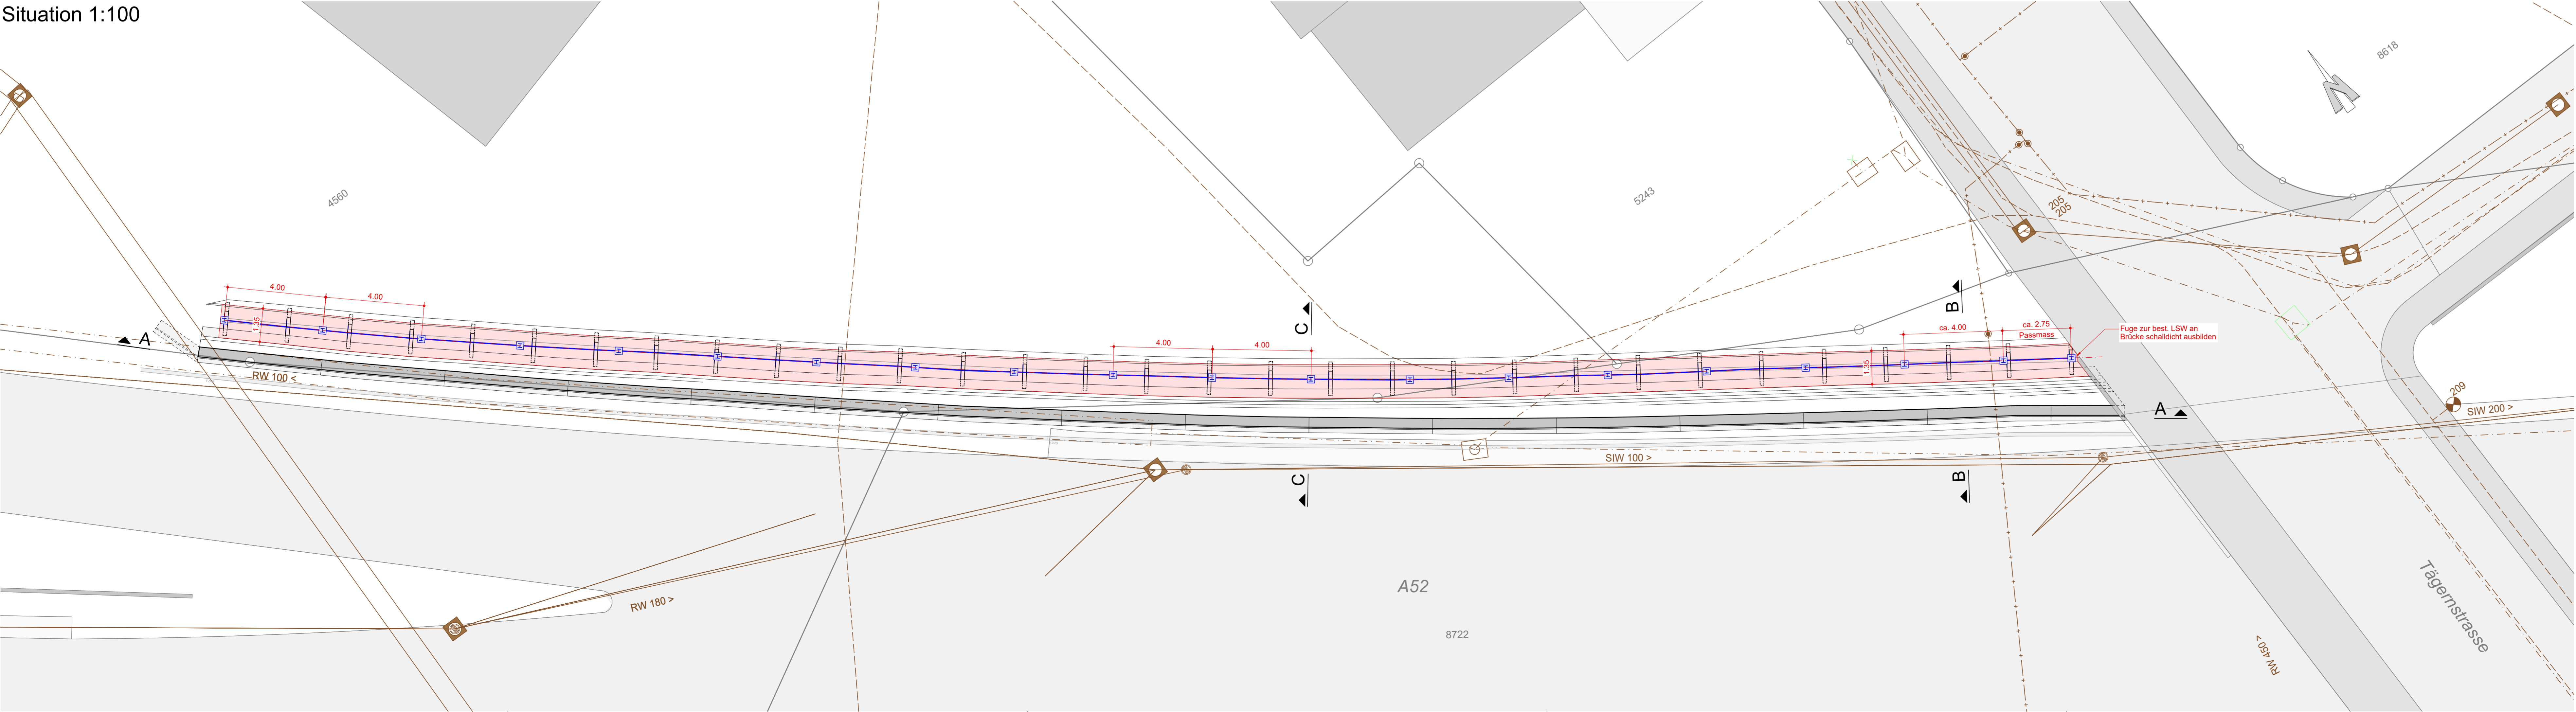 Situation 1:100
8618
4560
5243
205
205
4.00
4.00
1.35
A
C
4.00
4.00
B
ca. 4.00
ca. 2.75
Passmass
Fuge zur best. LSW an
Brücke schalldicht ausbilden
1.35
RW 100 <
A
209
SIW 200 >
SIW 100 >
C
B
RW 180 >
A52
8722
Tägernstrasse
RW 450 >